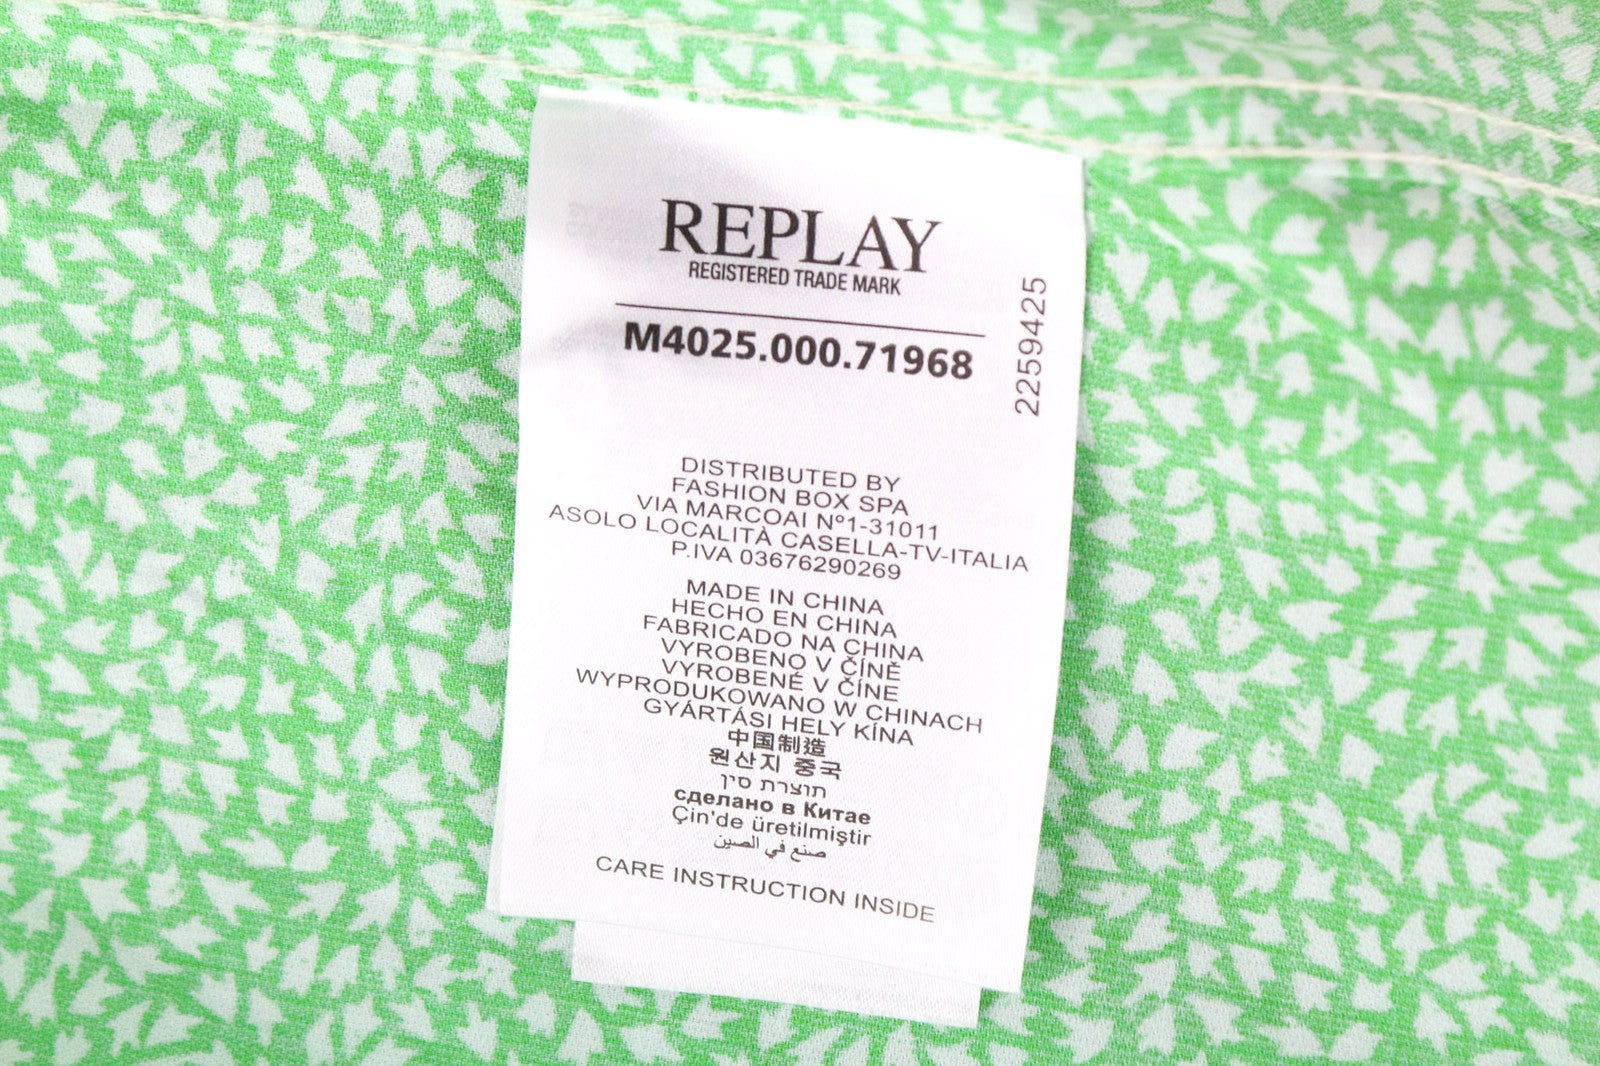 REPLAY
REGISTERED TRADE MARK
M4025.000.71968
2259425
DISTRIBUTED BY
FASHION BOX SPA
VIA MARCOAI Nº1-31011
ASOLO LOCALITÀ CASELLA-TV-ITALIA
P.IVA 03676290269
MADE IN CHINA
HECHO EN CHINA
FABRICADO NA CHINA
VYROBENO V ČÍNĚ
VYROBENÉ V ČÍNE
WYPRODUKOWANO W CHINACH
GYÁRTÁSI HELY KÍNA
中国制造
원산지 중국
תוצרת סין
сделано в Китае
Çin'de üretilmiştir
صنع في الصين
CARE INSTRUCTION INSIDE